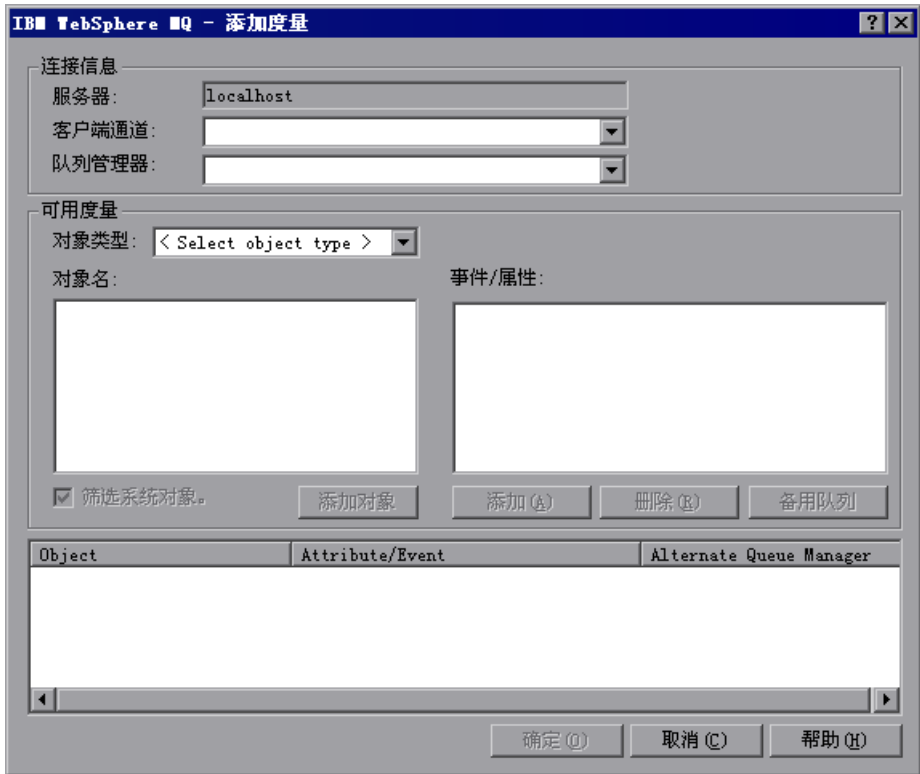 IBM WebSphere MQ - 添加度量
连接信息
服务器: localhost
客户端通道:
队列管理器:
可用度量
对象类型: < Select object type >
对象名: 事件/属性:
筛选系统对象。 添加对象 添加(A) 删除(R) 备用队列
Object Attribute/Event Alternate Queue Manager
确定(O) 取消(C) 帮助(H)